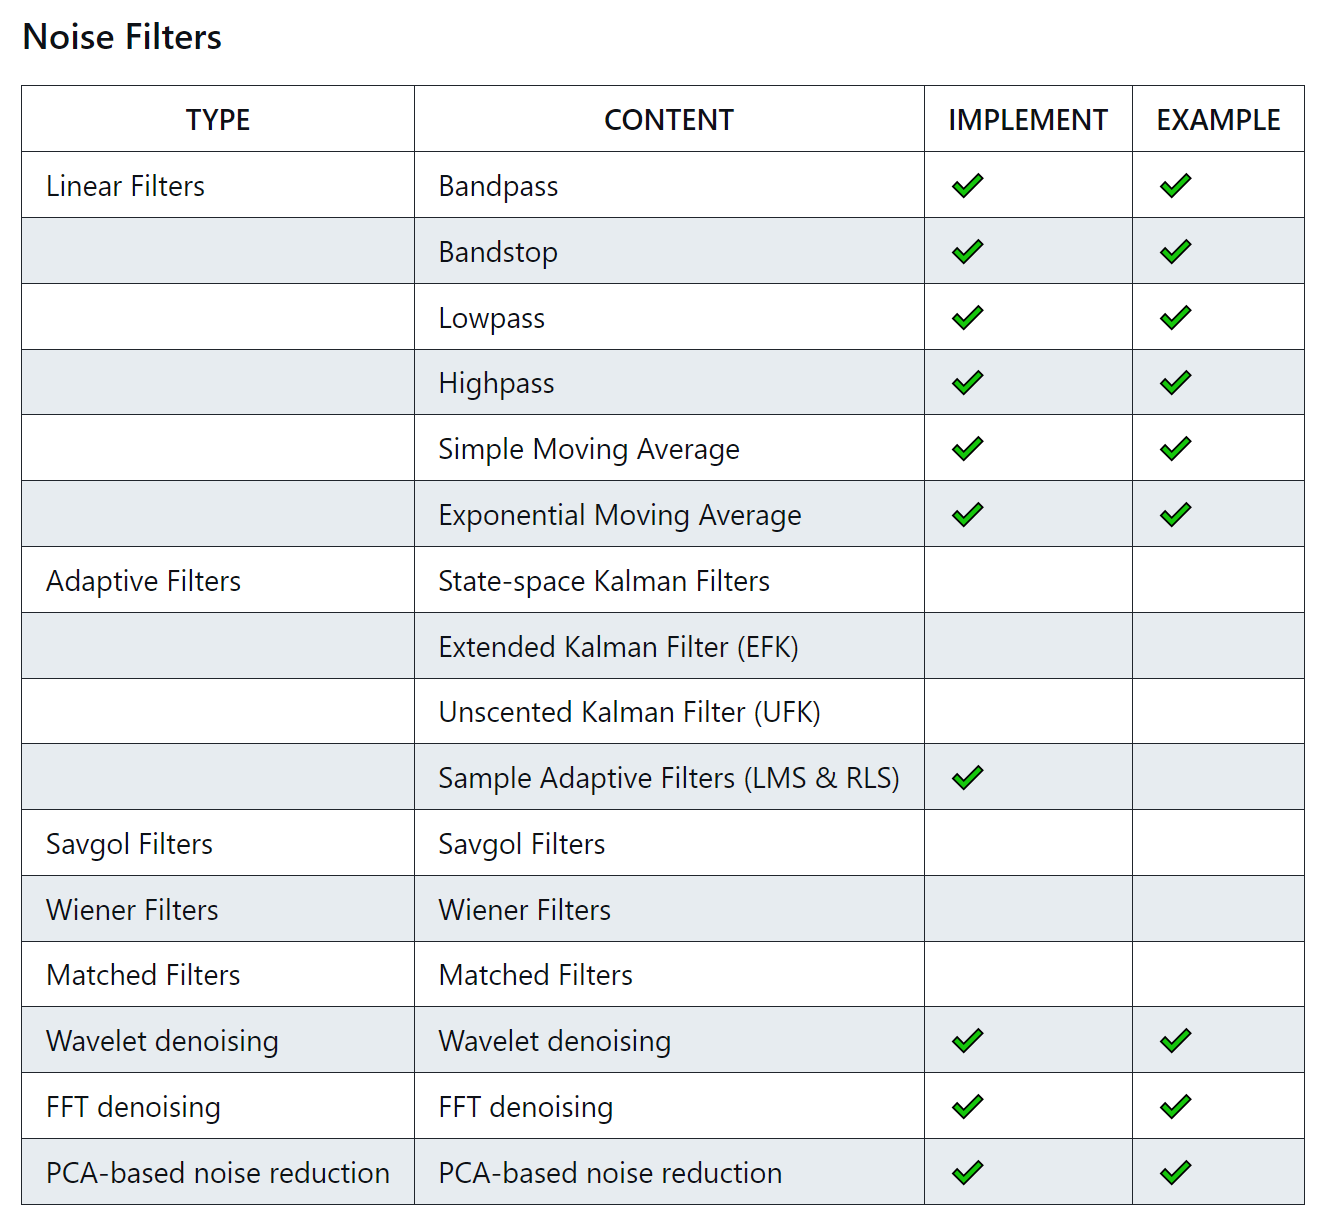 Noise Filters
TYPE CONTENT IMPLEMENT EXAMPLE
Linear Filters Bandpass ✔ ✔
Bandstop ✔ ✔
Lowpass ✔ ✔
Highpass ✔ ✔
Simple Moving Average ✔ ✔
Exponential Moving Average ✔ ✔
Adaptive Filters State-space Kalman Filters
Extended Kalman Filter (EFK)
Unscented Kalman Filter (UFK)
Sample Adaptive Filters (LMS & RLS) ✔
Savgol Filters Savgol Filters
Wiener Filters Wiener Filters
Matched Filters Matched Filters
Wavelet denoising Wavelet denoising ✔ ✔
FFT denoising FFT denoising ✔ ✔
PCA-based noise reduction PCA-based noise reduction ✔ ✔